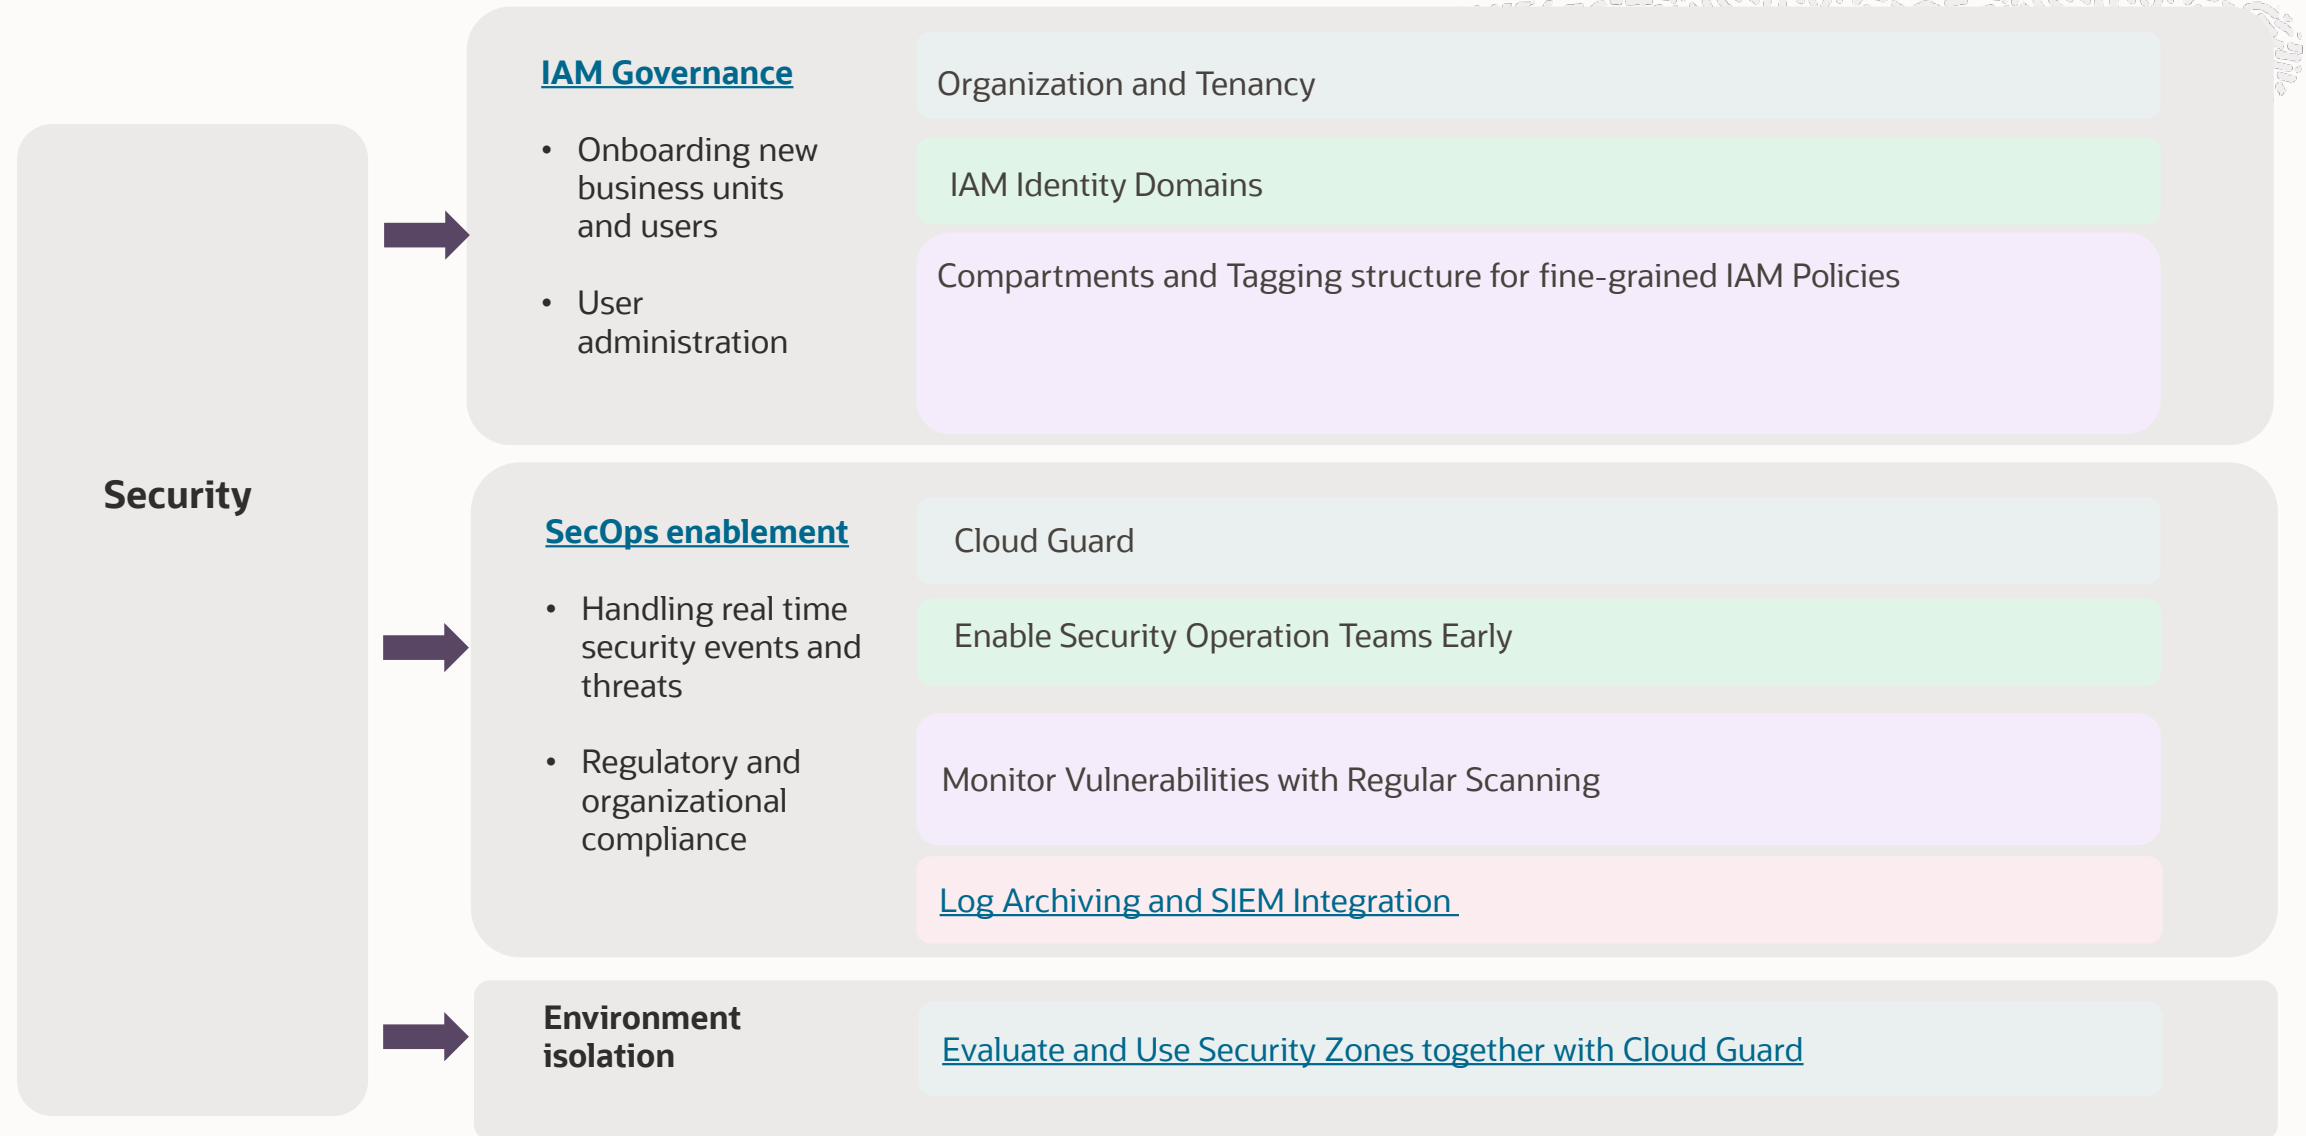 Security
IAM Governance
• Onboarding new
business units
and users
• User
administration
Organization and Tenancy
IAM Identity Domains
Compartments and Tagging structure for fine-grained IAM Policies
SecOps enablement
• Handling real time
security events and
threats
• Regulatory and
organizational
compliance
Cloud Guard
Enable Security Operation Teams Early
Monitor Vulnerabilities with Regular Scanning
Log Archiving and SIEM Integration
Environment
isolation
Evaluate and Use Security Zones together with Cloud Guard